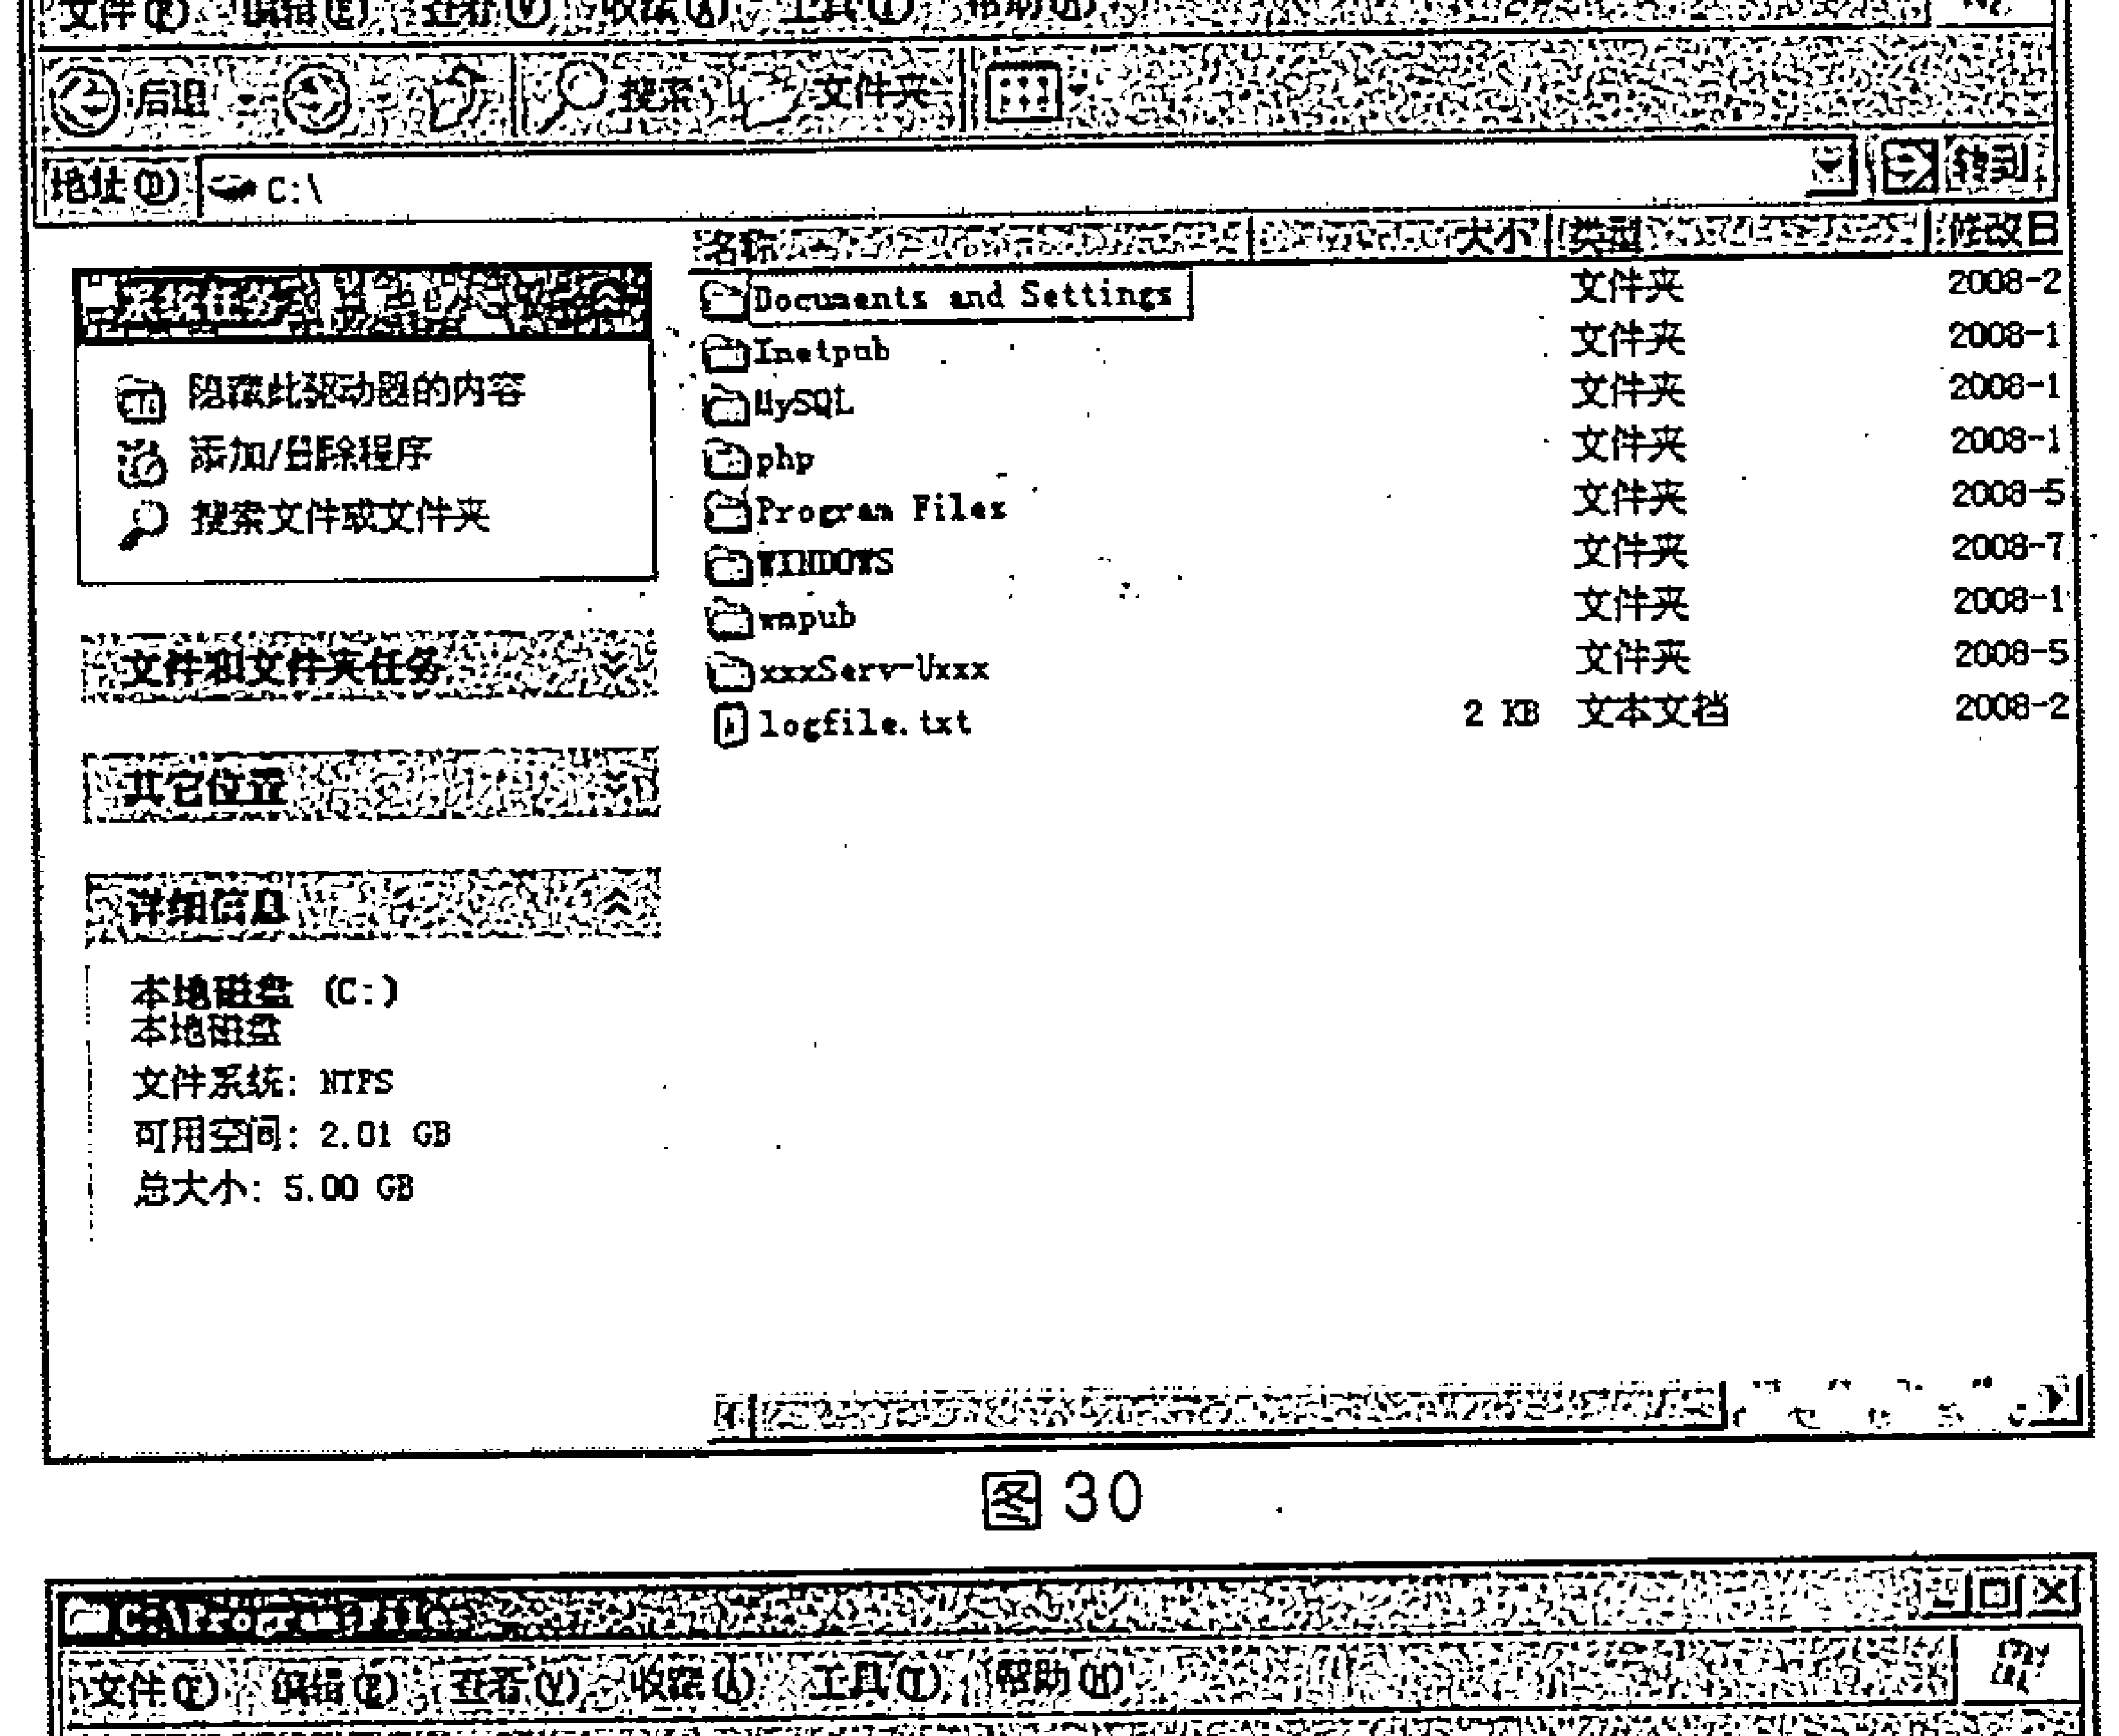 文件(F) 编辑(E) 查看(V) 收藏(A) 工具(T) 帮助(H)
后退 搜索 文件夹
地址(D) C:\ 转到
名称 大小 类型 修改日
系统任务
隐藏此驱动器的内容
添加/删除程序
搜索文件或文件夹
文件和文件夹任务
其它位置
详细信息
本地磁盘 (C:)
本地磁盘
文件系统: NTFS
可用空间: 2.01 GB
总大小: 5.00 GB
Documents and Settings 文件夹 2008-2
Inetpub 文件夹 2008-1
MySQL 文件夹 2008-1
php 文件夹 2008-1
Program Files 文件夹 2008-5
WINDOWS 文件夹 2008-7
wmpub 文件夹 2008-1
xxxServ-Uxxx 文件夹 2008-5
logfile.txt 2 KB 文本文档 2008-2
图 30
C:\Program Files
文件(F) 编辑(E) 查看(V) 收藏(A) 工具(T) 帮助(H)